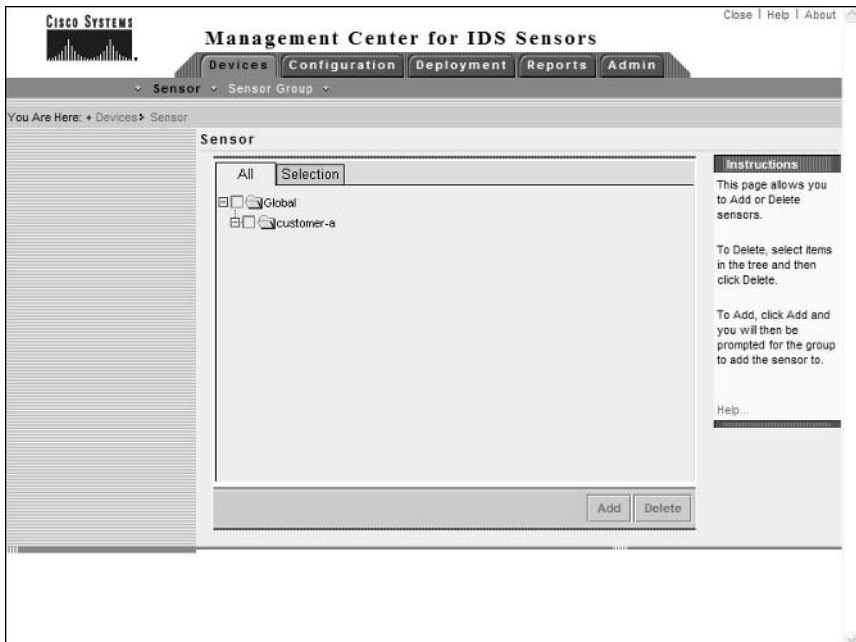 Close | Help | About
CISCO SYSTEMS
Management Center for IDS Sensors
Devices Configuration Deployment Reports Admin
Sensor Sensor Group
You Are Here: Devices Sensor
Sensor
All Selection
Global
customer-a
Instructions
This page allows you
to Add or Delete
sensors.
To Delete, select items
in the tree and then
click Delete.
To Add, click Add and
you will then be
prompted for the group
to add the sensor to.
Help...
Add Delete